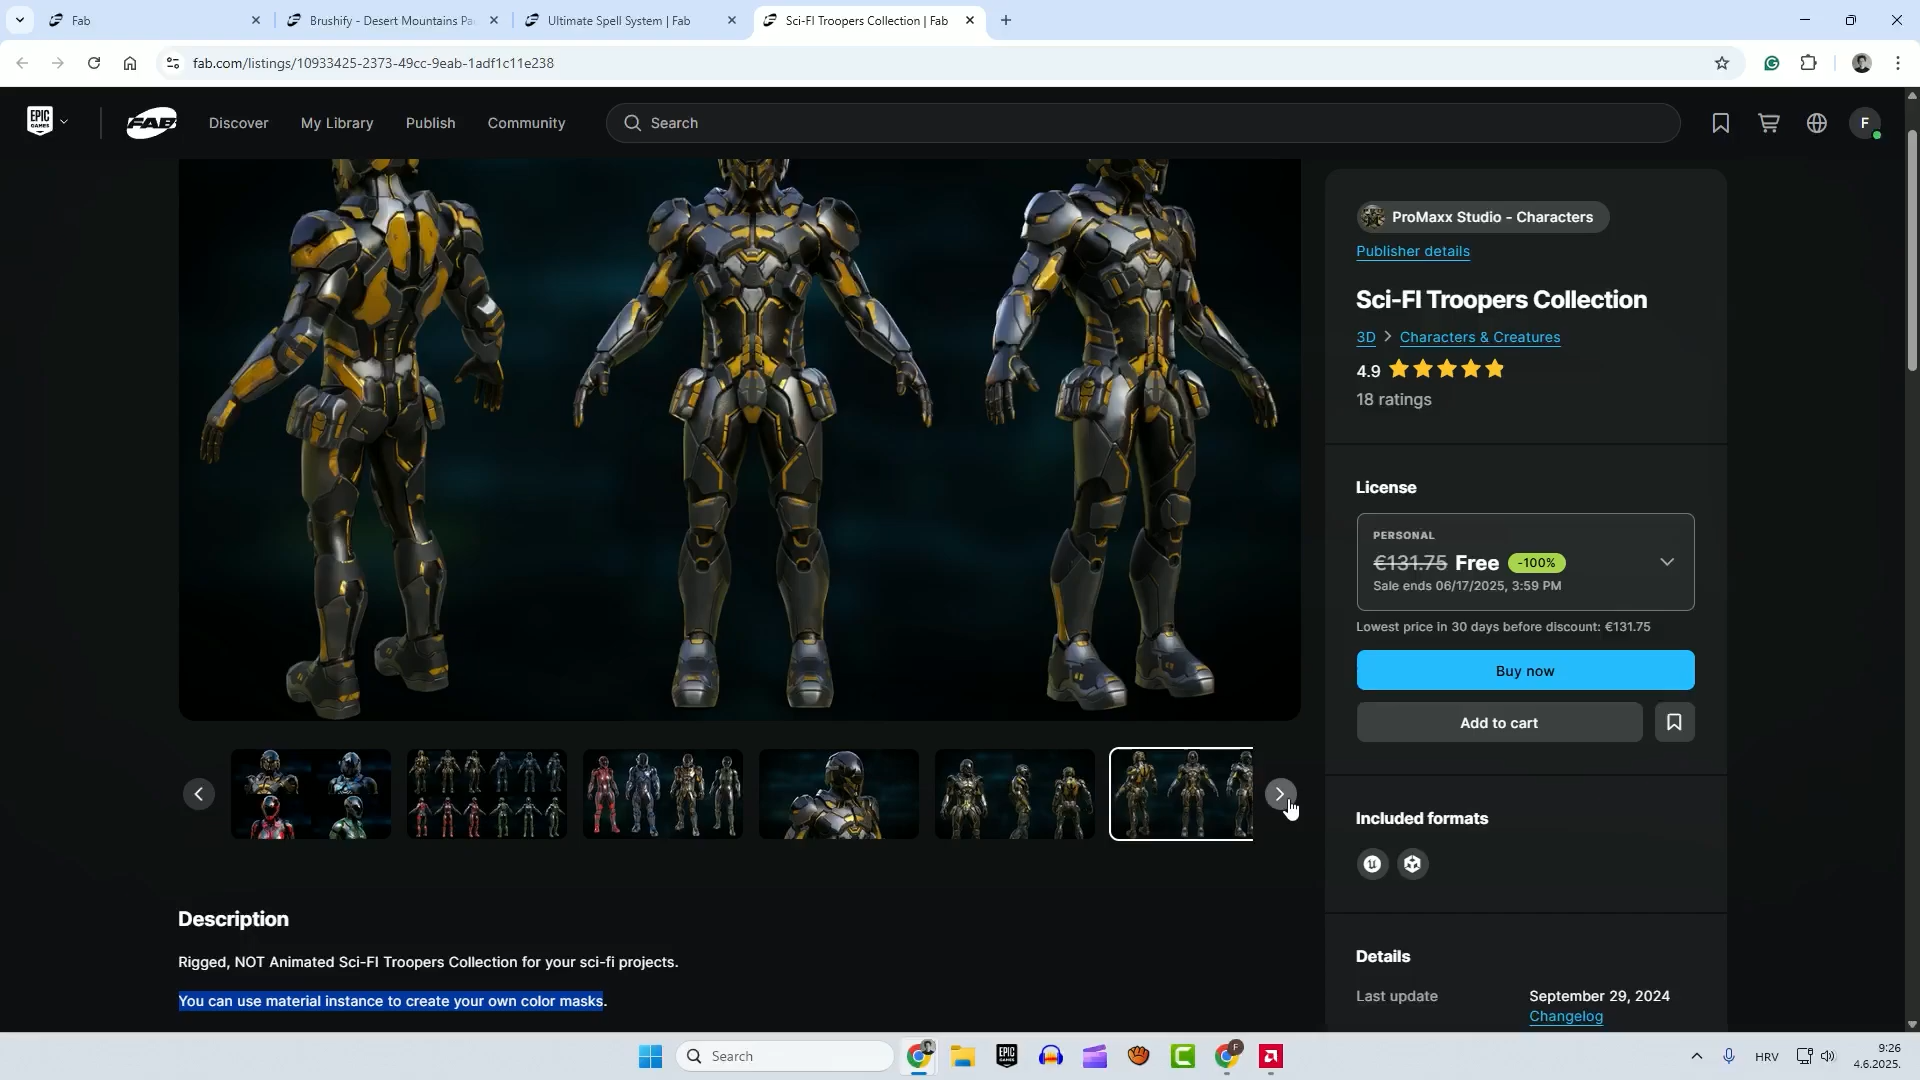 Fab
Brushify - Desert Mountains Pa
Ultimate Spell System | Fab
Sci-FI Troopers Collection | Fab
fab.com/listings/10933425-2373-49cc-9eab-1adf1c11e238
EPIC
GAMES
FAB
Discover
My Library
Publish
Community
Search
F
ProMaxx Studio - Characters
Publisher details
Sci-FI Troopers Collection
3D
Characters & Creatures
4.9
18 ratings
License
PERSONAL
€131.75 Free -100%
Sale ends 06/17/2025, 3:59 PM
Lowest price in 30 days before discount: €131.75
Buy now
Add to cart
Included formats
Details
Last update
September 29, 2024
Changelog
Description
Rigged, NOT Animated Sci-FI Troopers Collection for your sci-fi projects.
You can use material instance to create your own color masks.
Search
EPIC
F
HRV
9:26
4.6.2025.